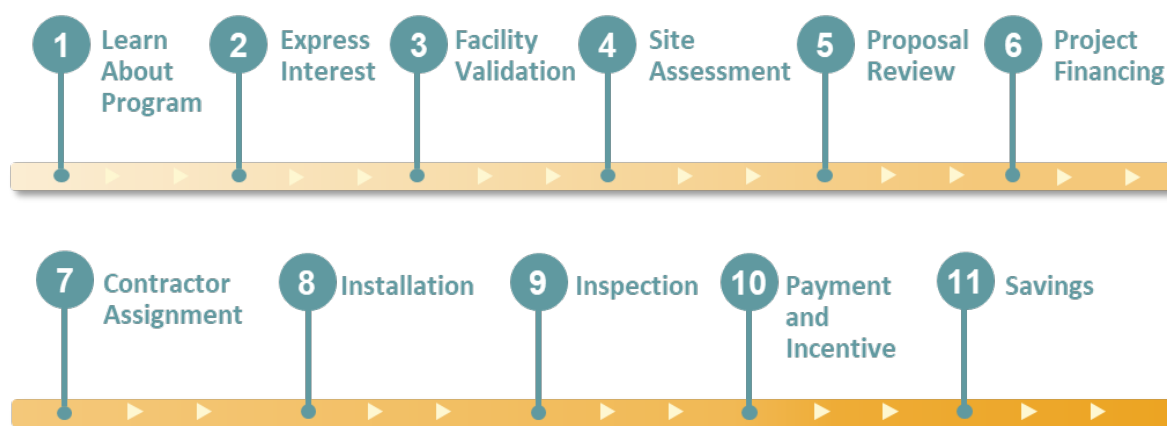 1 Learn
About
Program
2 Express
Interest
3 Facility
Validation
4 Site
Assessment
5 Proposal
Review
6 Project
Financing
7 Contractor
Assignment
8 Installation
9 Inspection
10 Payment
and
Incentive
11 Savings